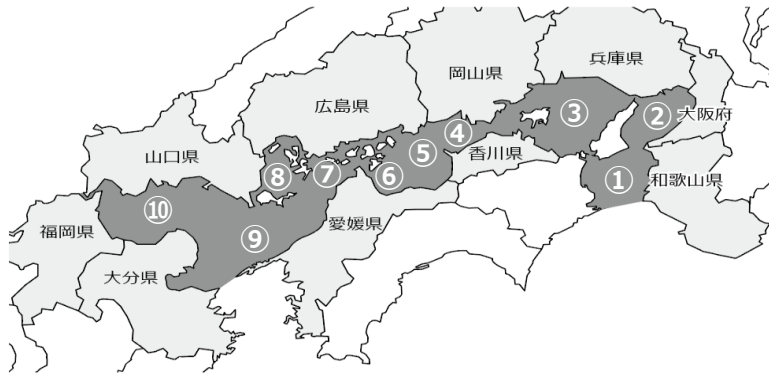 兵庫県
岡山県
広島県
大阪府
②
③
④
山口県
香川県
⑤
⑦
⑧
⑥
①
和歌山県
⑩
愛媛県
福岡県
⑨
大分県